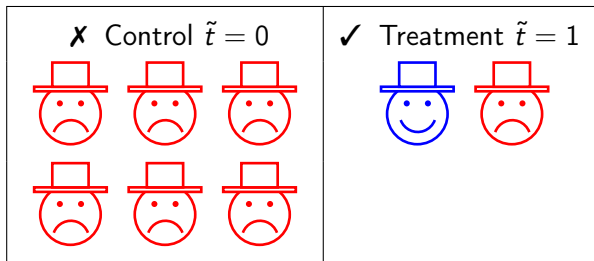 ✗ Control t̃ = 0
✓ Treatment t̃ = 1